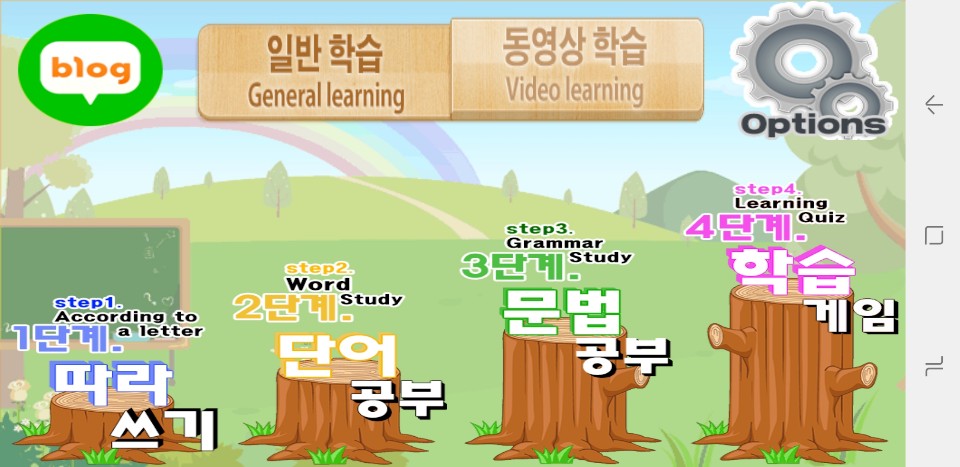 blog
일반 학습
General learning
동영상 학습
Video learning
Options
step1.
According to
a letter
1단계.
따라
쓰기
step2.
Word
Study
2단계.
단어
공부
step3.
Grammar
Study
3단계.
문법
공부
step4.
Learning
Quiz
4단계.
학습
게임